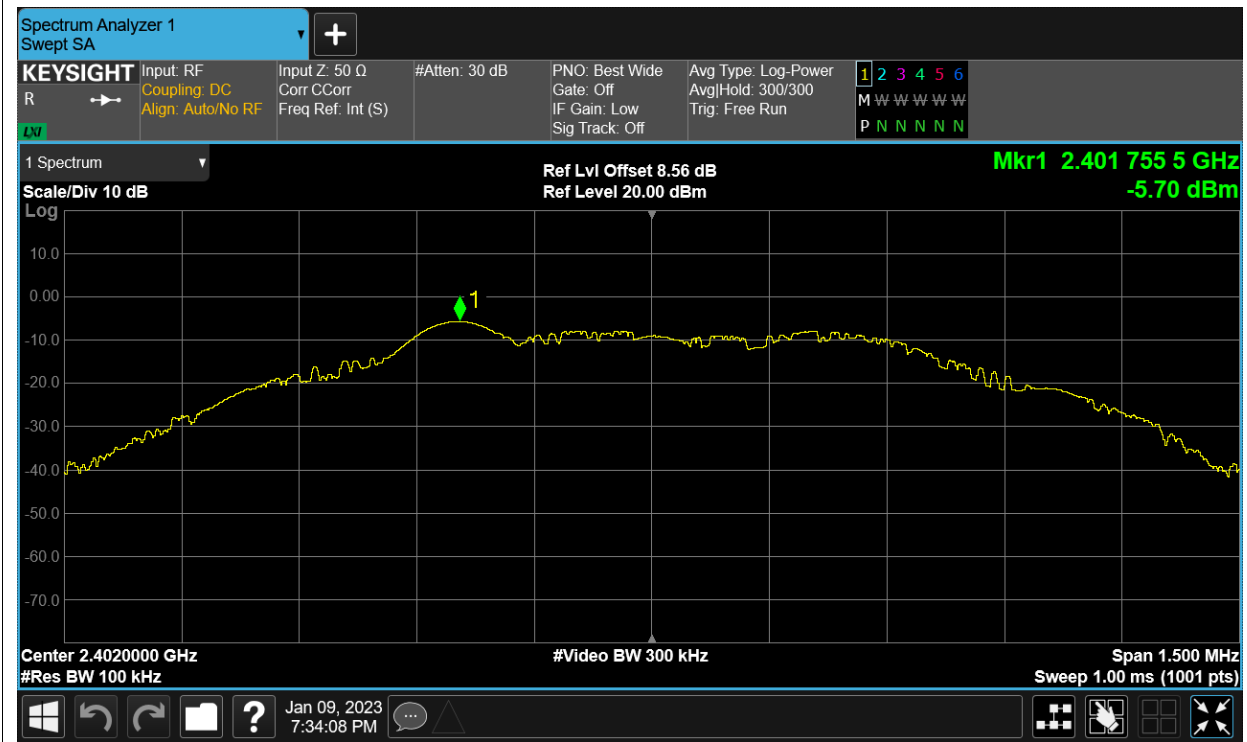 Spectrum Analyzer 1
Swept SA
▼
+
KEYSIGHT
R
LXI
Input: RF
Coupling: DC
Align: Auto/No RF
Input Z: 50 Ω
Corr CCorr
Freq Ref: Int (S)
#Atten: 30 dB
PNO: Best Wide
Gate: Off
IF Gain: Low
Sig Track: Off
Avg Type: Log-Power
Avg|Hold: 300/300
Trig: Free Run
1 2 3 4 5 6
M W W W W W W
P N N N N N N
1 Spectrum
▼
Scale/Div 10 dB
Ref Lvl Offset 8.56 dB
Ref Level 20.00 dBm
Mkr1 2.401 755 5 GHz
-5.70 dBm
Log
10.0
0.00
-10.0
-20.0
-30.0
-40.0
-50.0
-60.0
-70.0
1
Center 2.4020000 GHz
#Res BW 100 kHz
#Video BW 300 kHz
Span 1.500 MHz
Sweep 1.00 ms (1001 pts)
?
Jan 09, 2023
7:34:08 PM